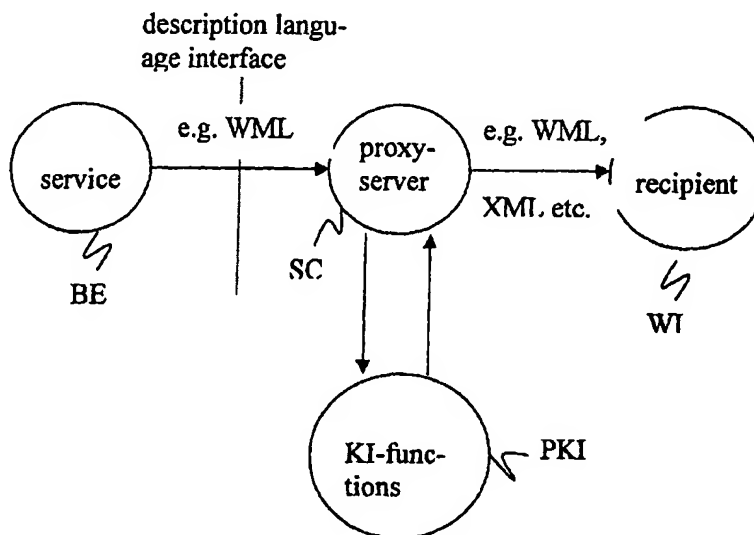 description langu-
age interface
e.g. WML
service
BE
proxy-
server
SC
e.g. WML,
XML etc.
recipient
WI
KI-func-
tions
PKI